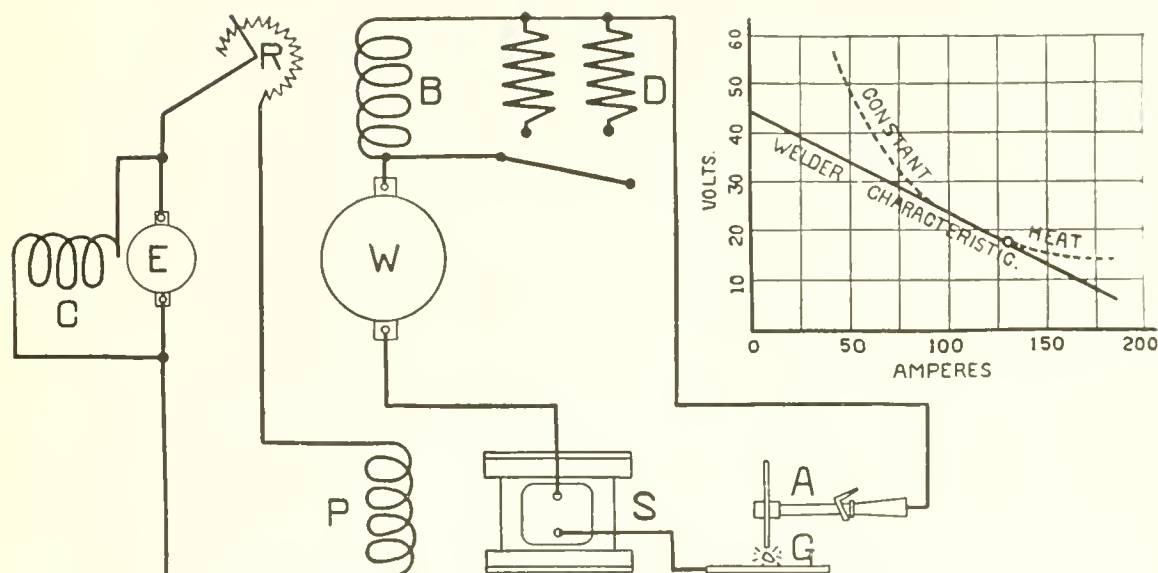 R
B
D
E
C
W
P
S
A
G
60
50
40
30
20
10
VOLTS.
CONSTANT
WELDER CHARACTERISTIC.
HEAT
0 50 100 150 200
AMPERES